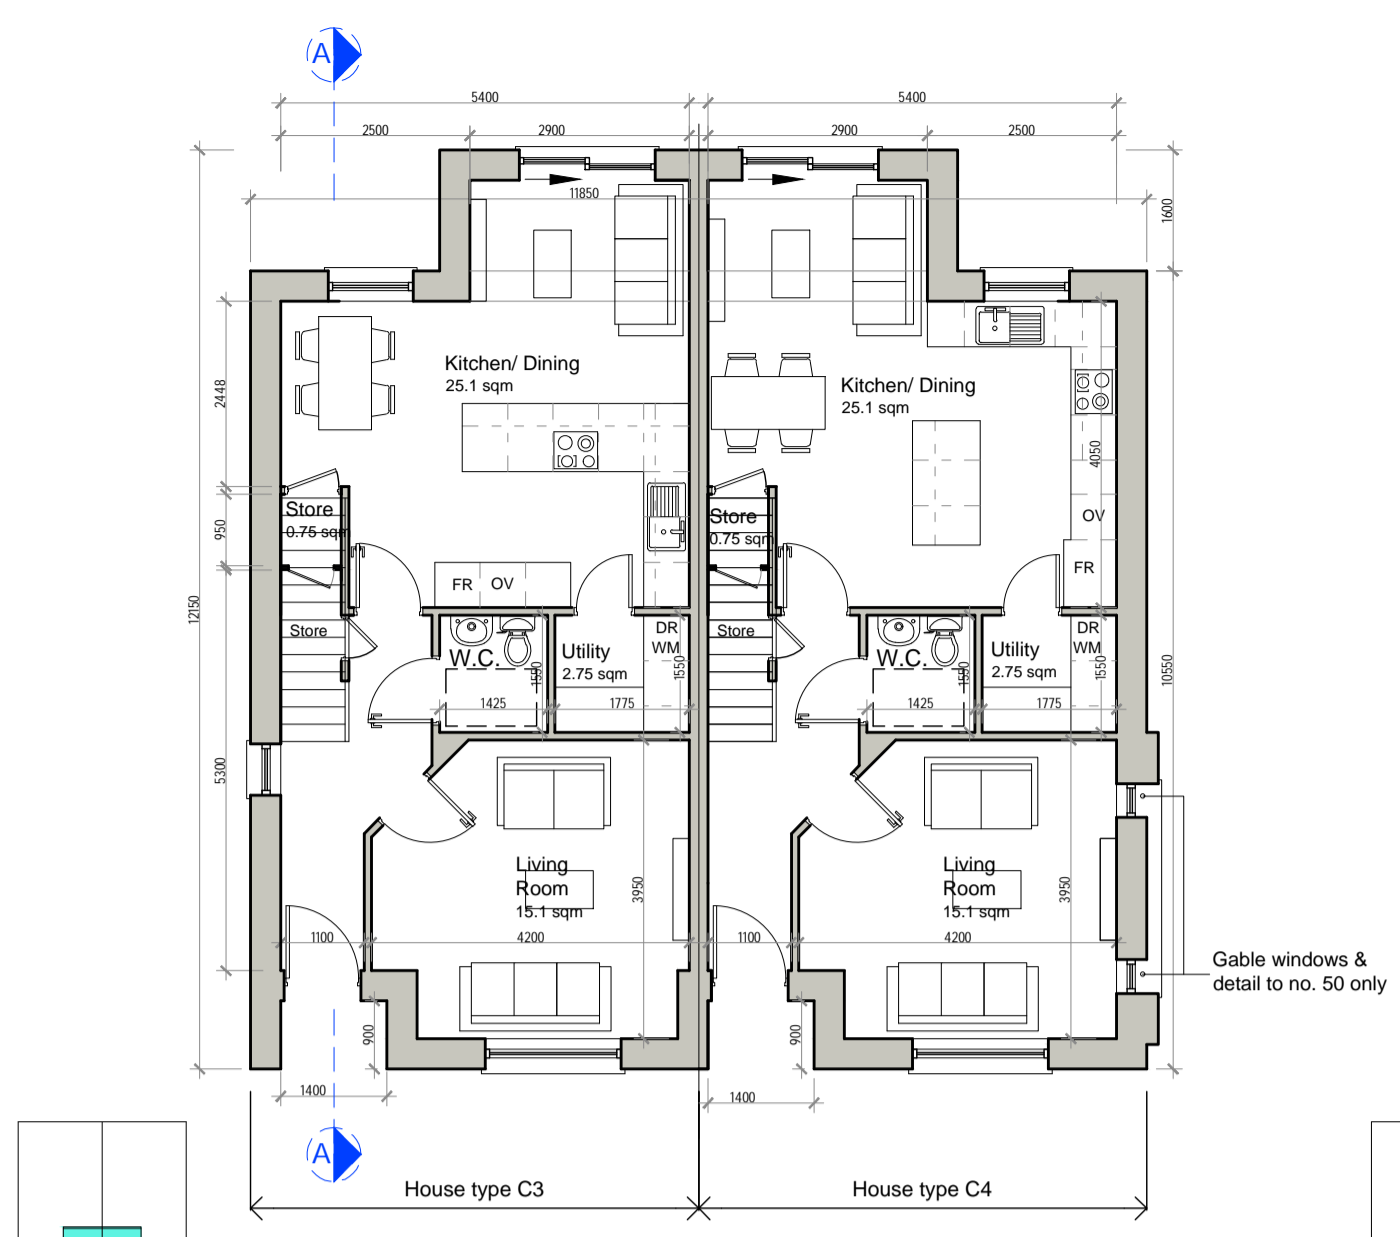 A
5400
5400
2500
2900
2900
2500
11850
1600
Kitchen/ Dining
25.1 sqm
Kitchen/ Dining
25.1 sqm
2448
4050
Store
0.75 sqm
Store
0.75 sqm
OV
950
FR OV
FR
12150
Store
W.C.
1550
Utility
2.75 sqm
DR
WM
1550
Store
W.C.
1550
Utility
2.75 sqm
DR
WM
1550
10550
1425
1775
1425
1775
5300
Living
Room
15.1 sqm
3950
Living
Room
15.1 sqm
3950
1100
4200
1100
4200
Gable windows &
detail to no. 50 only
900
900
1400
1400
A
House type C3
House type C4